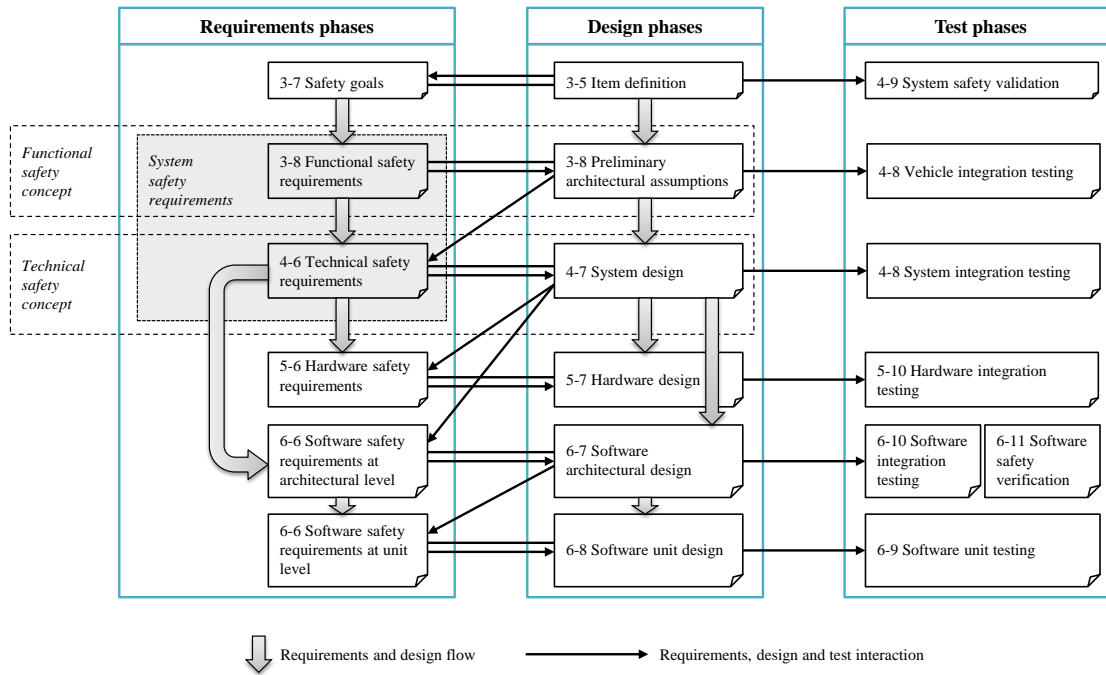 Requirements phases
Design phases
Test phases
3-7 Safety goals
3-5 Item definition
4-9 System safety validation
Functional
safety
concept
System
safety
requirements
3-8 Functional safety
requirements
3-8 Preliminary
architectural assumptions
4-8 Vehicle integration testing
Technical
safety
concept
4-6 Technical safety
requirements
4-7 System design
4-8 System integration testing
5-6 Hardware safety
requirements
5-7 Hardware design
5-10 Hardware integration
testing
6-6 Software safety
requirements at
architectural level
6-7 Software
architectural design
6-10 Software
integration
testing
6-11 Software
safety
verification
6-6 Software safety
requirements at unit
level
6-8 Software unit design
6-9 Software unit testing
Requirements and design flow
Requirements, design and test interaction